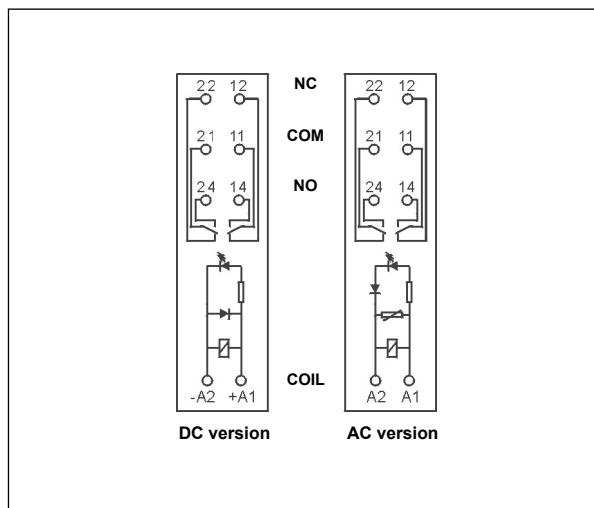 22 12 NC 22 12
21 11 COM 21 11
24 14 NO 24 14
-A2 +A1 COIL A2 A1
DC version AC version